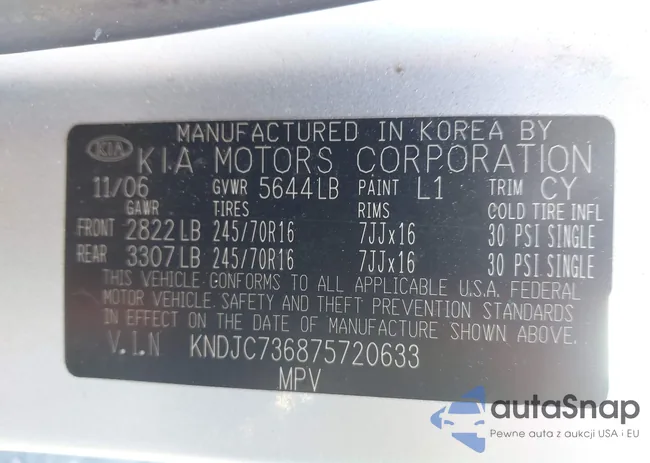 MANUFACTURED IN KOREA BY
KIA KIA MOTORS CORPORATION
11/06 GVWR 5644LB PAINT L1 TRIM CY
GAWR TIRES RIMS COLD TIRE INFL
FRONT 2822LB 245/70R16 7JJx16 30 PSI SINGLE
REAR 3307LB 245/70R16 7JJx16 30 PSI SINGLE
THIS VEHICLE CONFORMS TO ALL APPLICABLE U.S.A. FEDERAL
MOTOR VEHICLE SAFETY AND THEFT PREVENTION STANDARDS
IN EFFECT ON THE DATE OF MANUFACTURE SHOWN ABOVE.
V.I.N KNDJC736875720633
MPV
autaSnap
Pewne auta z aukcji USA i EU